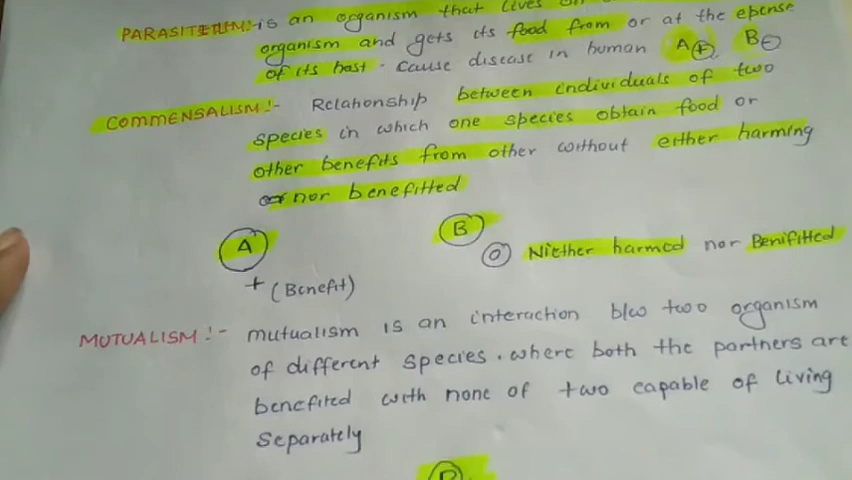 PARASITISM:- is an organism that lives on
organism and gets its food from or at the epense
of its host - cause disease in human A + B -
COMMENSALISM:- Relationship between individuals of two
species in which one species obtain food or
other benefits from other without either harming
or nor benefitted
A B
O Niether harmed nor Benifitted
+ (Benefit)
MUTUALISM:- mutualism is an interaction b/w two organism
of different species. where both the partners are
benefited with none of two capable of living
separately